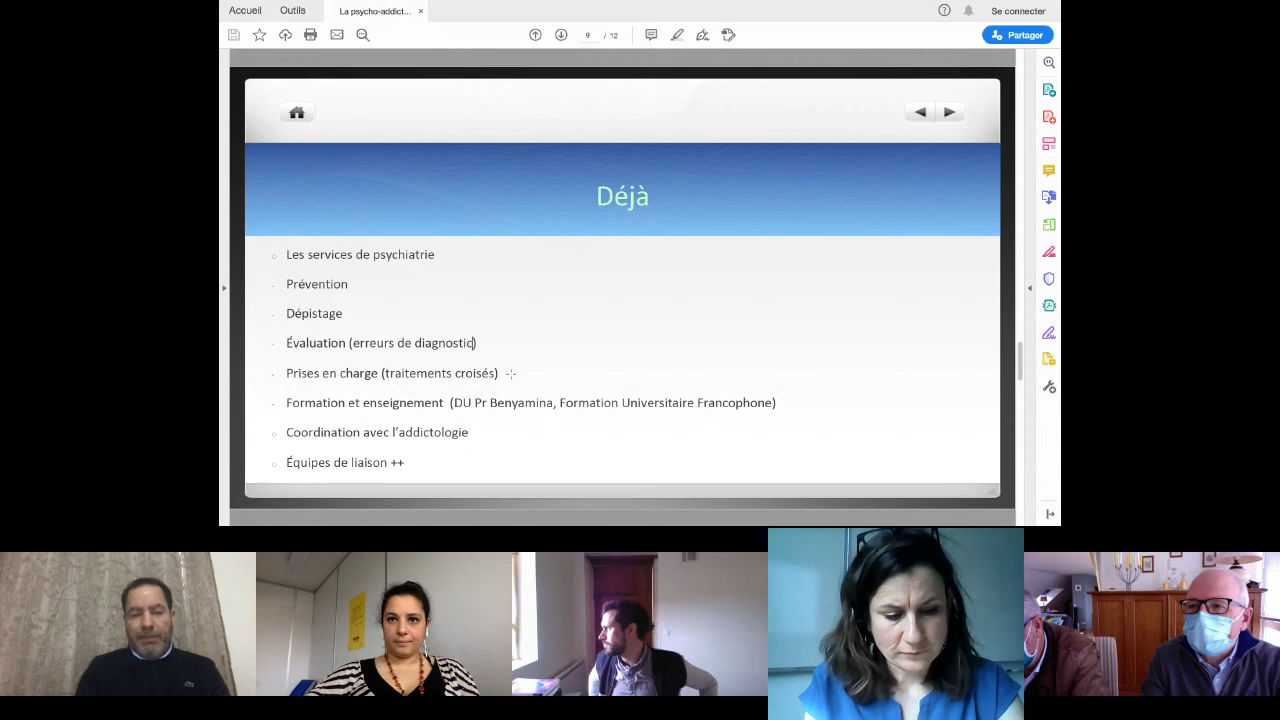 Accueil
Outils
La psycho-addict... ×
Se connecter
9 / 12
Partager
Déjà
Les services de psychiatrie
Prévention
Dépistage
Évaluation (erreurs de diagnostic)
Prises en charge (traitements croisés)
Formation et enseignement (DU Pr Benyamina, Formation Universitaire Francophone)
Coordination avec l’addictologie
Équipes de liaison ++